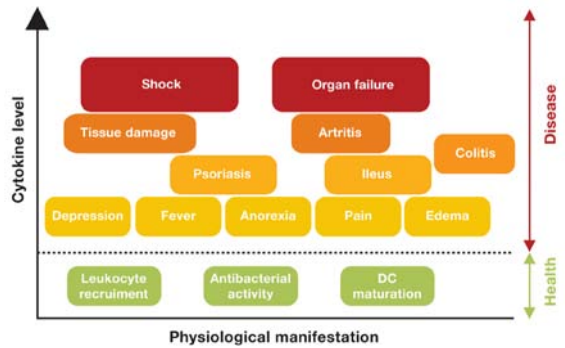 Cytokine level
Shock
Organ failure
Tissue damage
Artritis
Colitis
Psoriasis
Ileus
Depression
Fever
Anorexia
Pain
Edema
Leukocyte
recruiment
Antibacterial
activity
DC
maturation
Physiological manifestation
Disease
Health